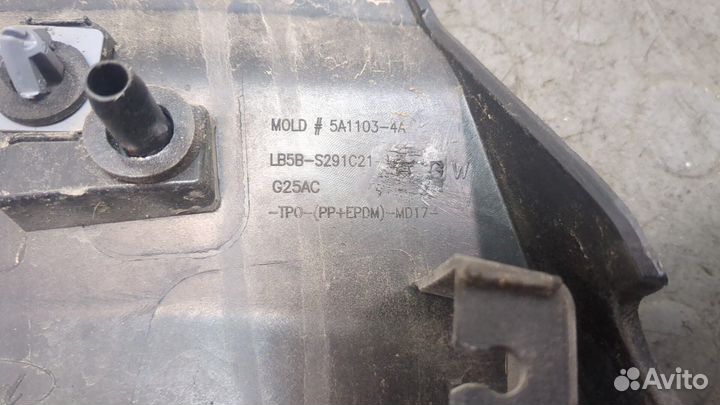 MOLD # 5A1103-4A
LB5B-S291C21 W
G25AC
-TPO-(PP+EPDM)-MD17-
Avito